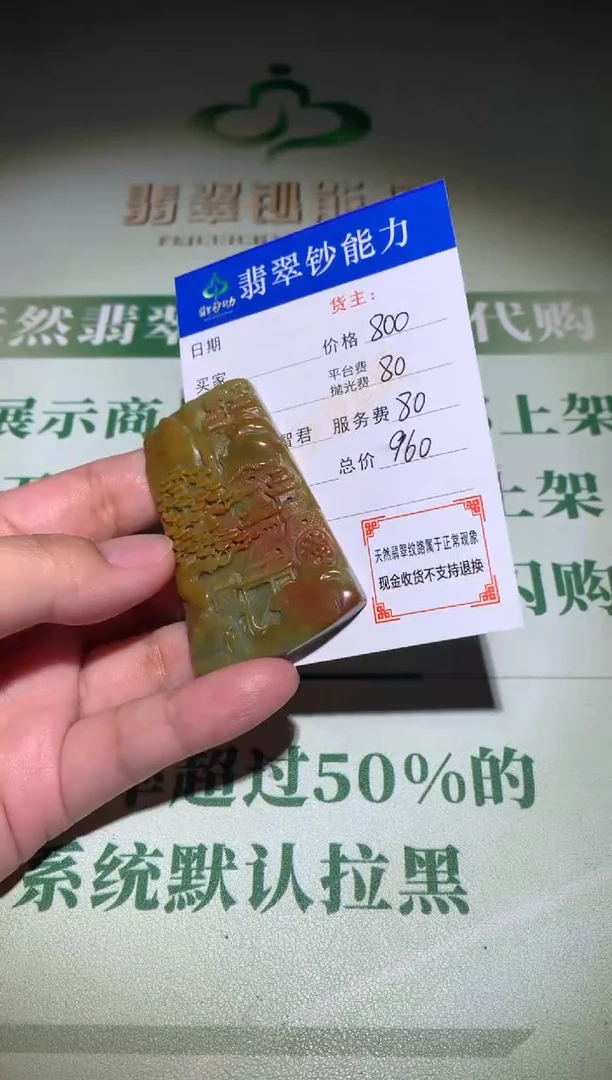 翡翠钞能
翡翠钞能力
翡翠钞能力
货主：
日期
价格 800
买家
平台费
抛光费 80
智君 服务费 80
总价 960
天然翡翠纹路属于正常现象
现金收货不支持退换
然翡翠
代购
展示商
上架
上架
闪购
率超过50%的
系统默认拉黑